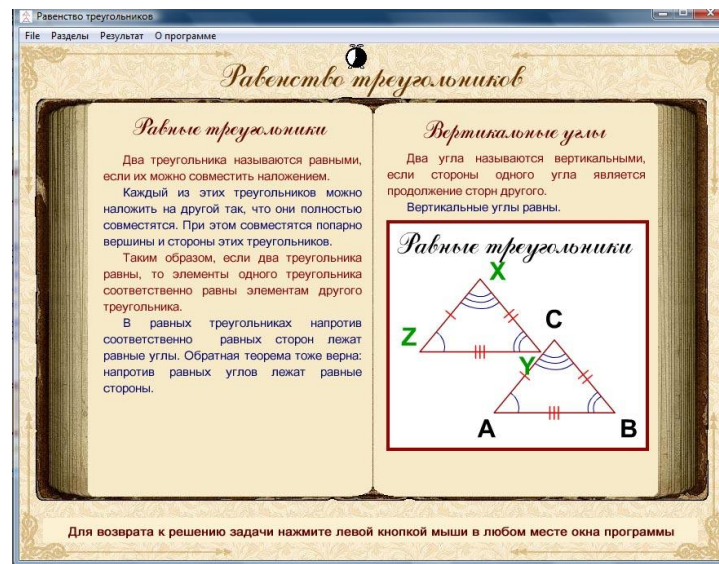 Равенство треугольников
File Разделы Результат О программе
Равенство треугольников
Равные треугольники
Два треугольника называются равными,
если их можно совместить наложением.
Каждый из этих треугольников можно
наложить на другой так, что они полностью
совместятся. При этом совместятся попарно
вершины и стороны этих треугольников.
Таким образом, если два треугольника
равны, то элементы одного треугольника
соответственно равны элементам другого
треугольника.
В равных треугольниках напротив
соответственно равных сторон лежат
равные углы. Обратная теорема тоже верна:
напротив равных углов лежат равные
стороны.
Вертикальные углы
Два угла называются вертикальными,
если стороны одного угла является
продолжение сторн другого.
Вертикальные углы равны.
Равные треугольники
X
C
Z
Y
A
B
Для возврата к решению задачи нажмите левой кнопкой мыши в любом месте окна программы